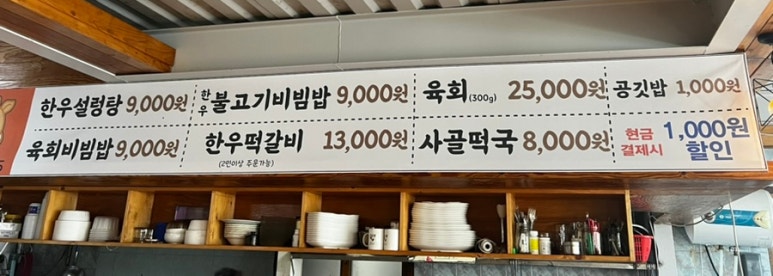 한우설렁탕 9,000원
한우 불고기비빔밥 9,000원
육회(300g) 25,000원
공깃밥 1,000원
육회비빔밥 9,000원
한우떡갈비 13,000원
(2인이상 주문가능)
사골떡국 8,000원
현금 결제시 1,000원 할인